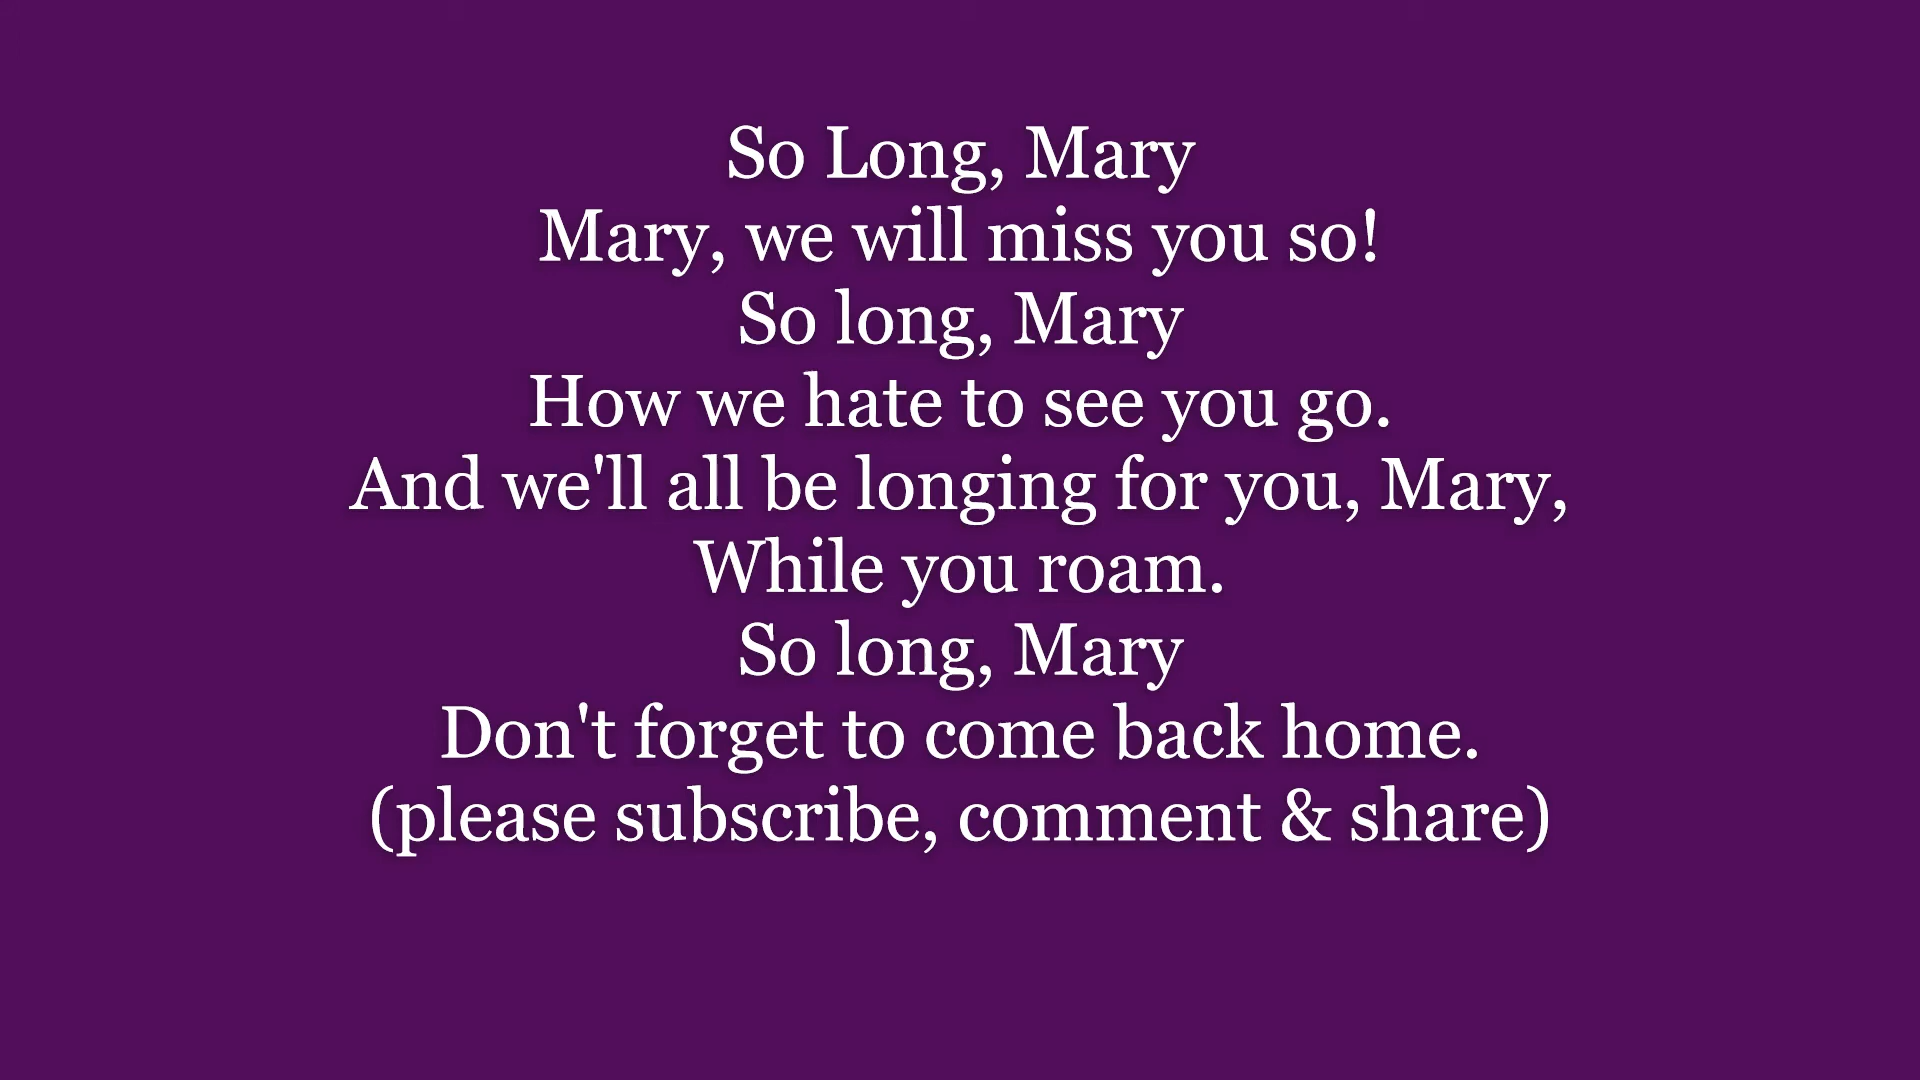 So Long, Mary
Mary, we will miss you so!
So long, Mary
How we hate to see you go.
And we'll all be longing for you, Mary,
While you roam.
So long, Mary
Don't forget to come back home.
(please subscribe, comment & share)